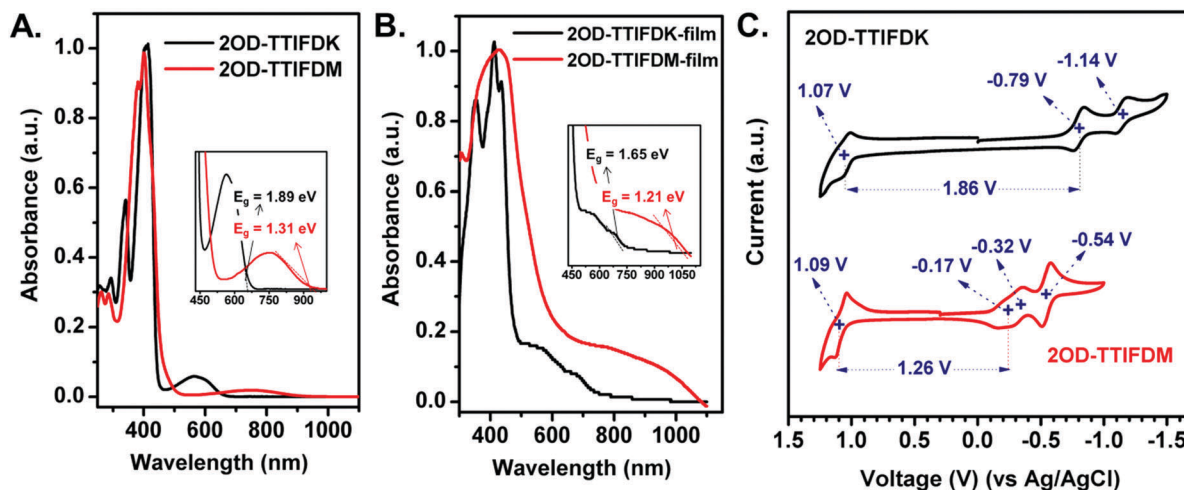 A.
2OD-TTIFDK
2OD-TTIFDM
Absorbance (a.u.)
1.0
0.8
0.6
0.4
0.2
0.0
E_g = 1.89 eV
E_g = 1.31 eV
450 600 750 900
400 600 800 1000
Wavelength (nm)
B.
2OD-TTIFDK-film
2OD-TTIFDM-film
Absorbance (a.u.)
1.0
0.8
0.6
0.4
0.2
0.0
E_g = 1.65 eV
E_g = 1.21 eV
450 600 750 900 1050
400 600 800 1000
Wavelength (nm)
C.
2OD-TTIFDK
1.07 V
-0.79 V
-1.14 V
1.86 V
Current (a.u.)
1.09 V
-0.17 V
-0.32 V
-0.54 V
1.26 V
2OD-TTIFDM
1.5 1.0 0.5 0.0 -0.5 -1.0 -1.5
Voltage (V) (vs Ag/AgCl)